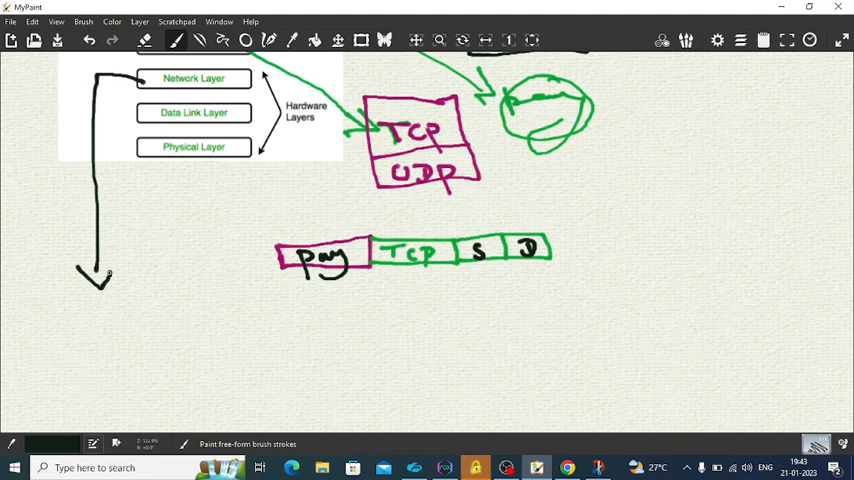 MyPaint
File Edit View Brush Color Layer Scratchpad Window Help
Network Layer
Data Link Layer
Physical Layer
Hardware
Layers
TCP
UDP
pay TCP S D
Paint free-form brush strokes
Type here to search
27°C
ENG
19:43
21-01-2023
2